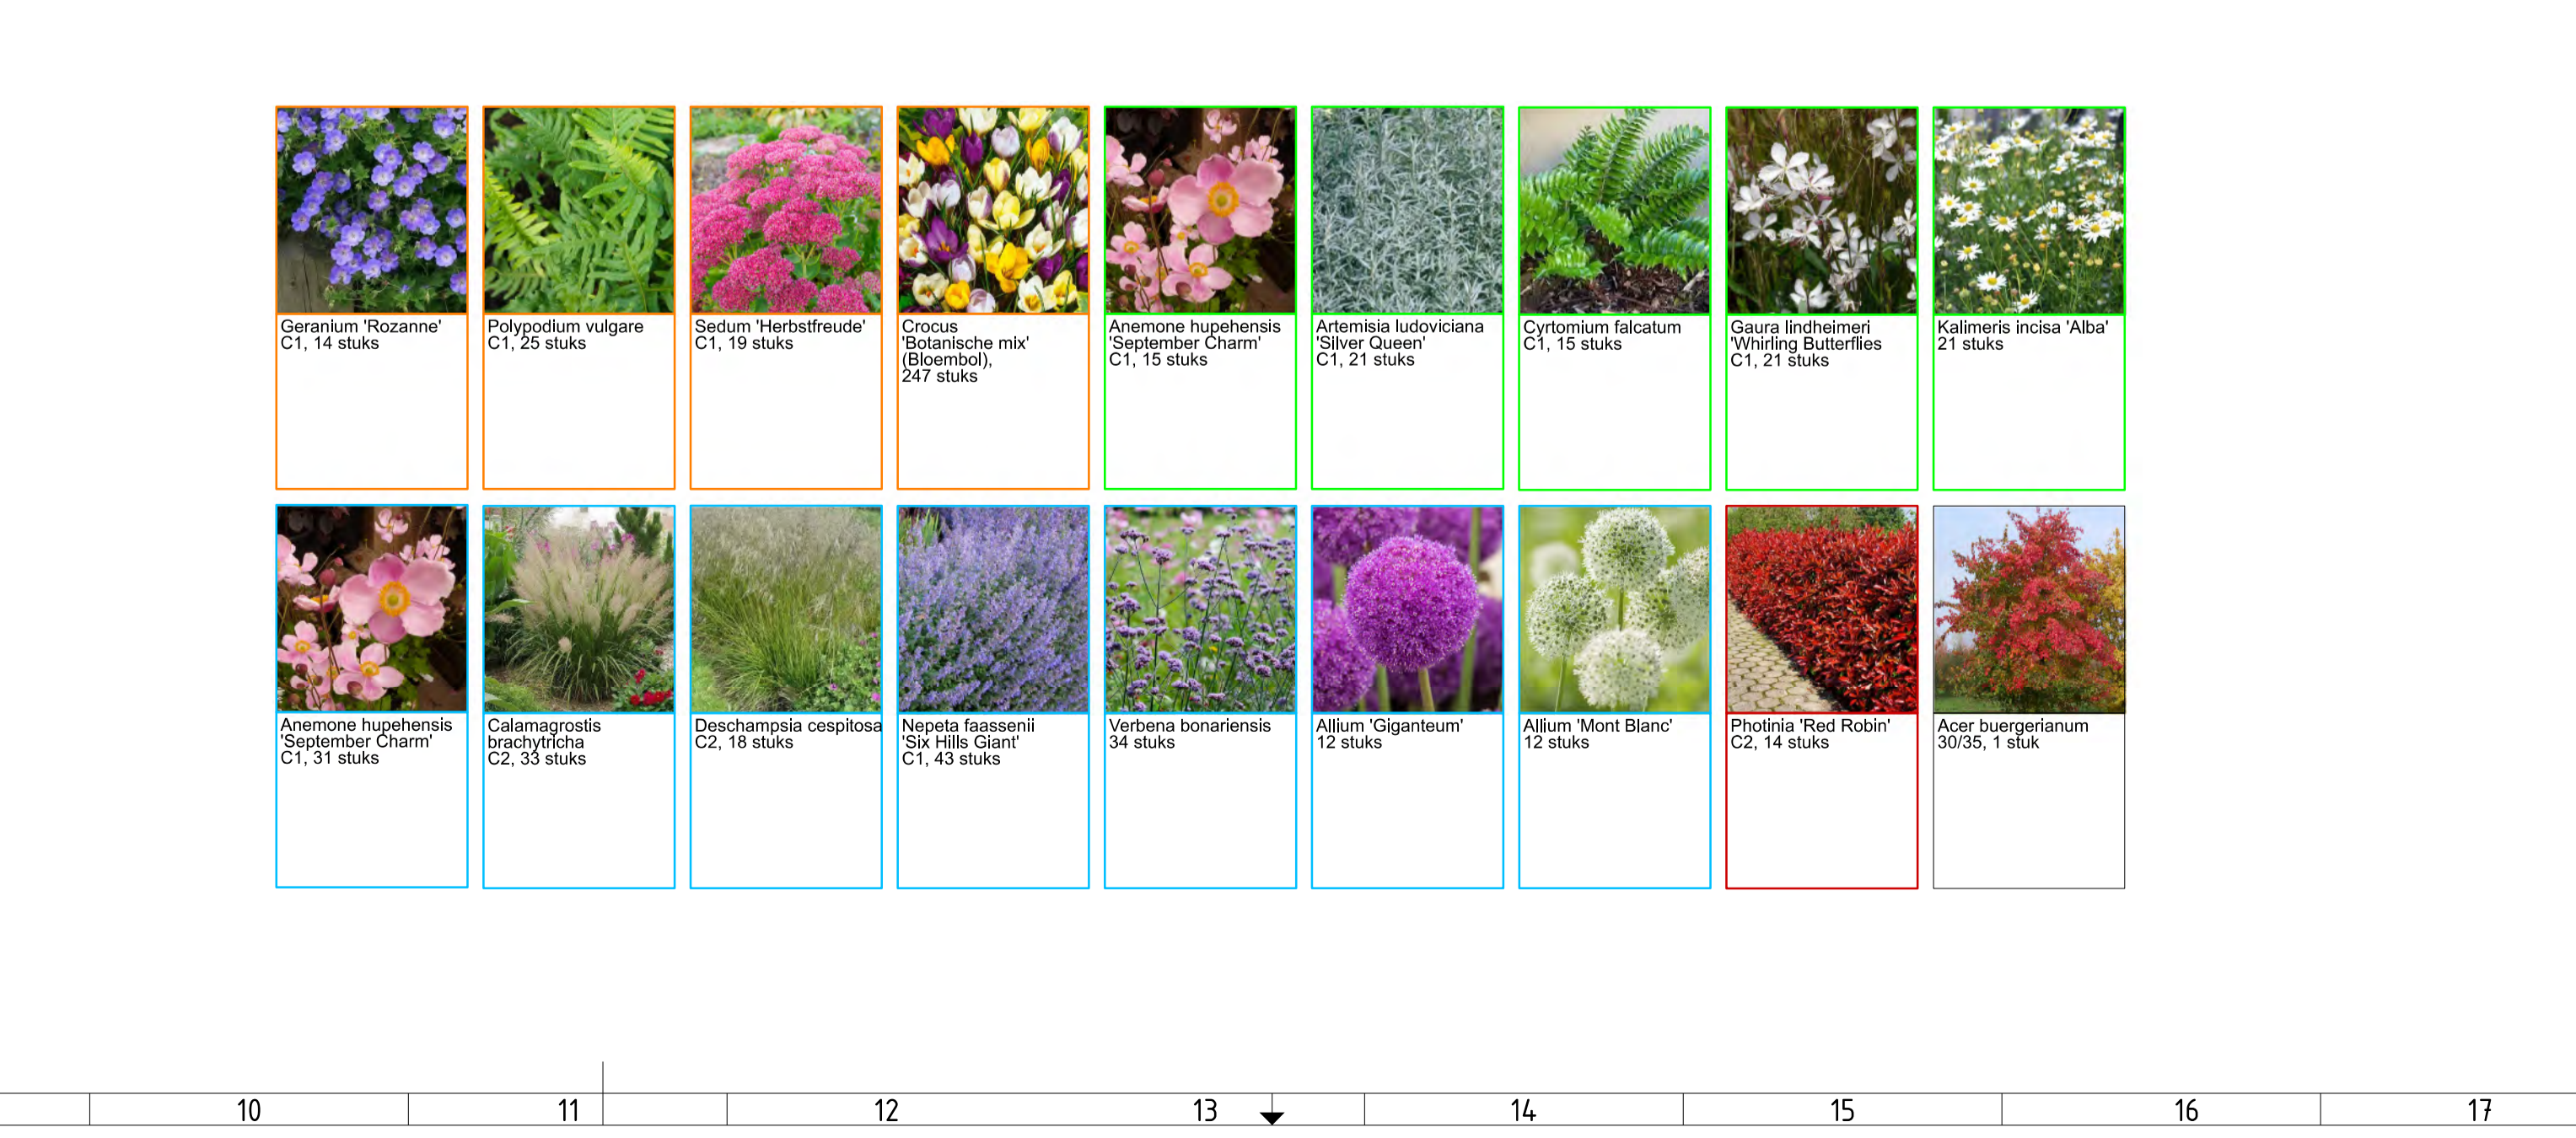 Geranium 'Rozanne'
C1, 14 stuks
Polypodium vulgare
C1, 25 stuks
Sedum 'Herbstfreude'
C1, 19 stuks
Crocus
'Botanische mix'
(Bloembol),
247 stuks
Anemone hupehensis
'September Charm'
C1, 15 stuks
Artemisia ludoviciana
'Silver Queen'
C1, 21 stuks
Cyrtomium falcatum
C1, 15 stuks
Gaura lindheimeri
'Whirling Butterflies
C1, 21 stuks
Kalimeris incisa 'Alba'
21 stuks
Anemone hupehensis
'September Charm'
C1, 31 stuks
Calamagrostis
brachytricha
C2, 33 stuks
Deschampsia cespitosa
C2, 18 stuks
Nepeta faassenii
'Six Hills Giant'
C1, 43 stuks
Verbena bonariensis
34 stuks
Allium 'Giganteum'
12 stuks
Allium 'Mont Blanc'
12 stuks
Photinia 'Red Robin'
C2, 14 stuks
Acer buergerianum
30/35, 1 stuk
10 11 12 13 14 15 16 17